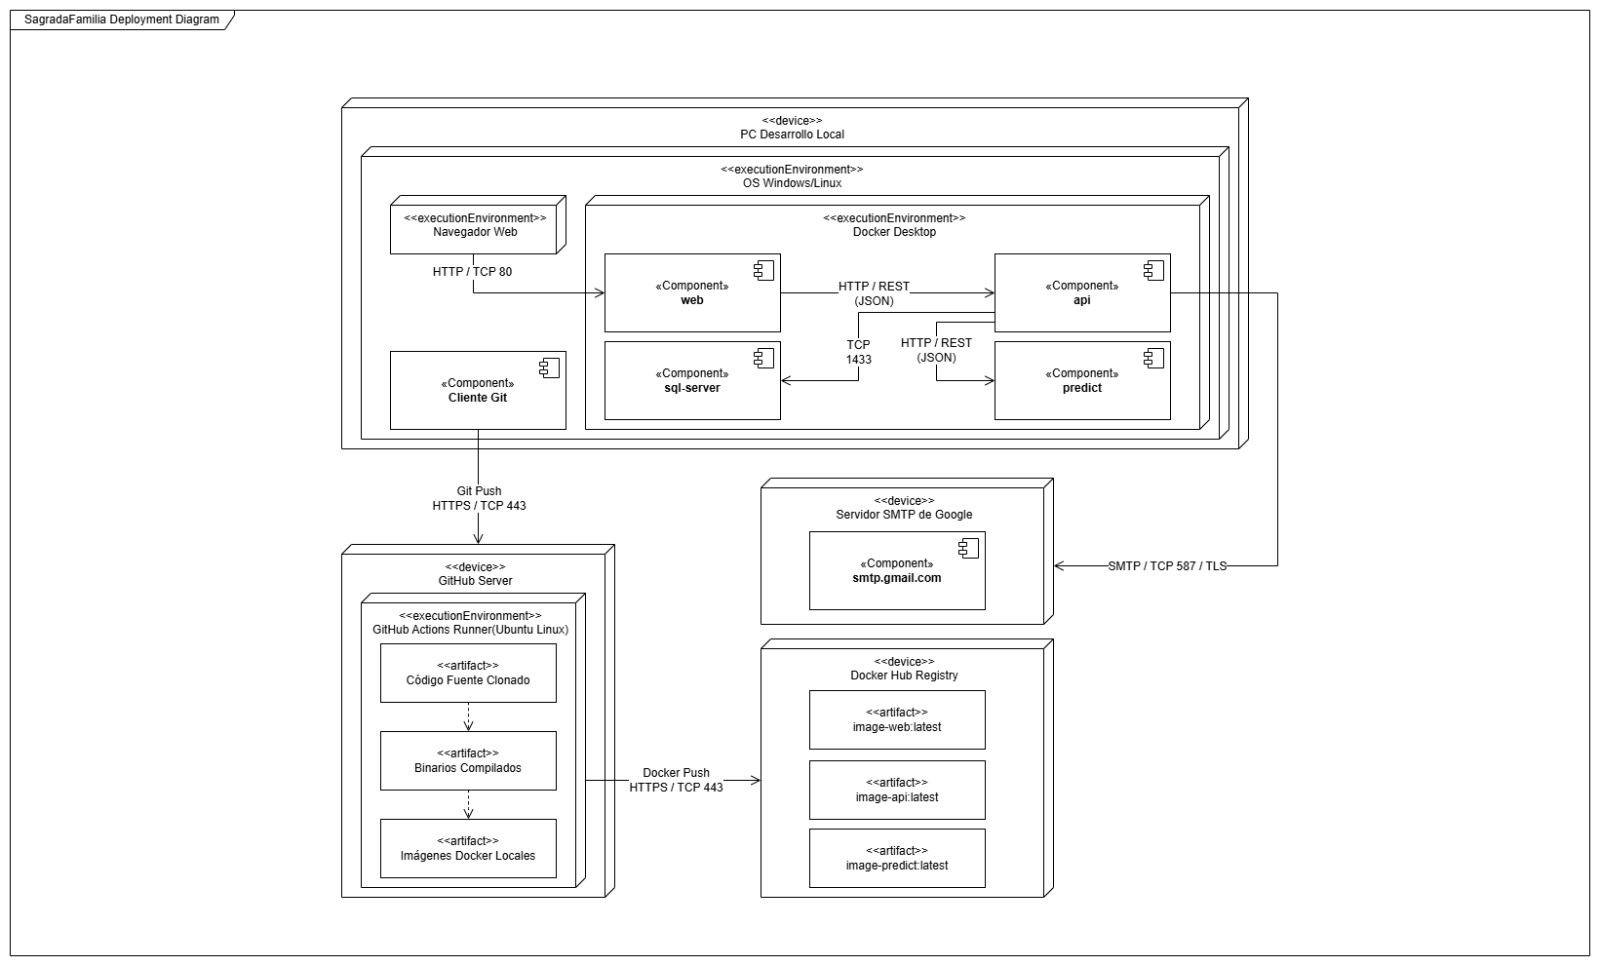 SagradaFamilia Deployment Diagram
<<device>>
PC Desarrollo Local
<<executionEnvironment>>
OS Windows/Linux
<<executionEnvironment>>
Navegador Web
<<executionEnvironment>>
Docker Desktop
HTTP / TCP 80
«Component»
web
HTTP / REST
(JSON)
«Component»
api
TCP
1433
HTTP / REST
(JSON)
«Component»
Cliente Git
«Component»
sql-server
«Component»
predict
Git Push
HTTPS / TCP 443
<<device>>
Servidor SMTP de Google
«Component»
smtp.gmail.com
SMTP / TCP 587 / TLS
<<device>>
GitHub Server
<<executionEnvironment>>
GitHub Actions Runner(Ubuntu Linux)
<<artifact>>
Código Fuente Clonado
<<artifact>>
Binarios Compilados
<<artifact>>
Imágenes Docker Locales
Docker Push
HTTPS / TCP 443
<<device>>
Docker Hub Registry
<<artifact>>
image-web:latest
<<artifact>>
image-api:latest
<<artifact>>
image-predict:latest